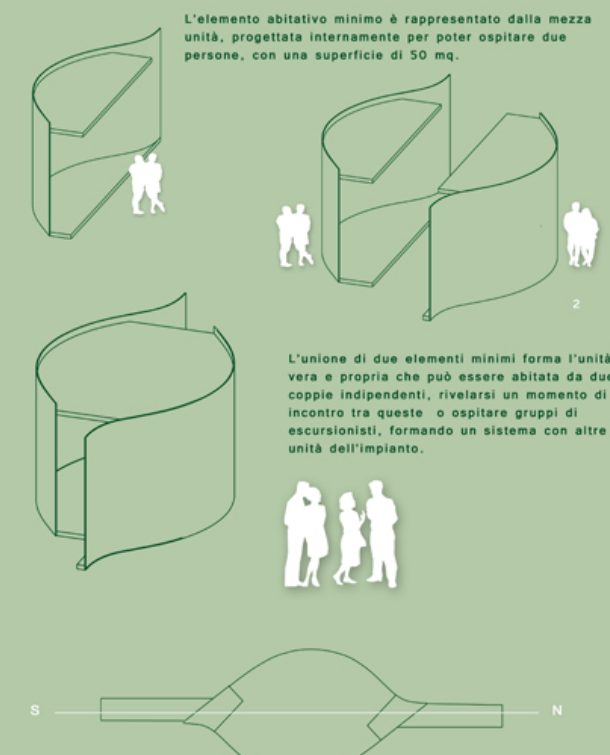 L'elemento abitativo minimo è rappresentato dalla mezza
unità, progettata internamente per poter ospitare due
persone, con una superficie di 50 mq.
2
L'unione di due elementi minimi forma l'unità
vera e propria che può essere abitata da due
coppie indipendenti, rivelarsi un momento di
incontro tra queste o ospitare gruppi di
escursionisti, formando un sistema con altre
unità dell'impianto.
S
N